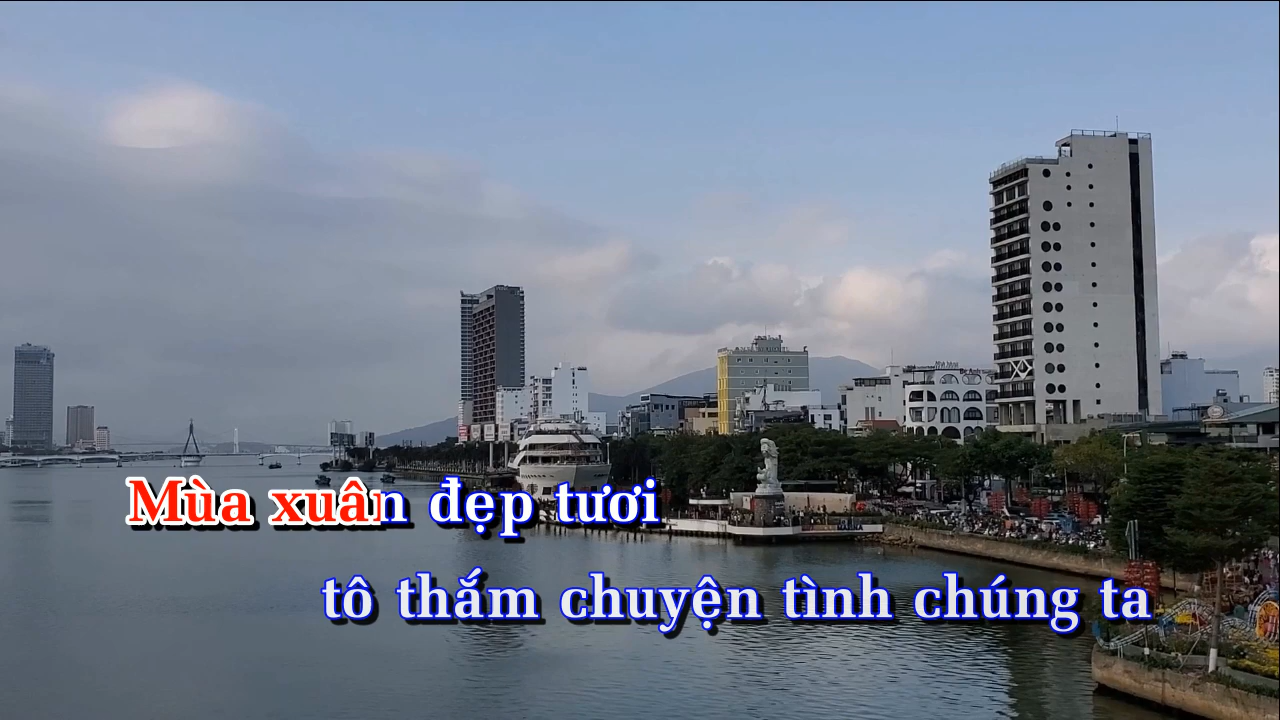 Mùa xuân đẹp tươi
tô thắm chuyện tình chúng ta